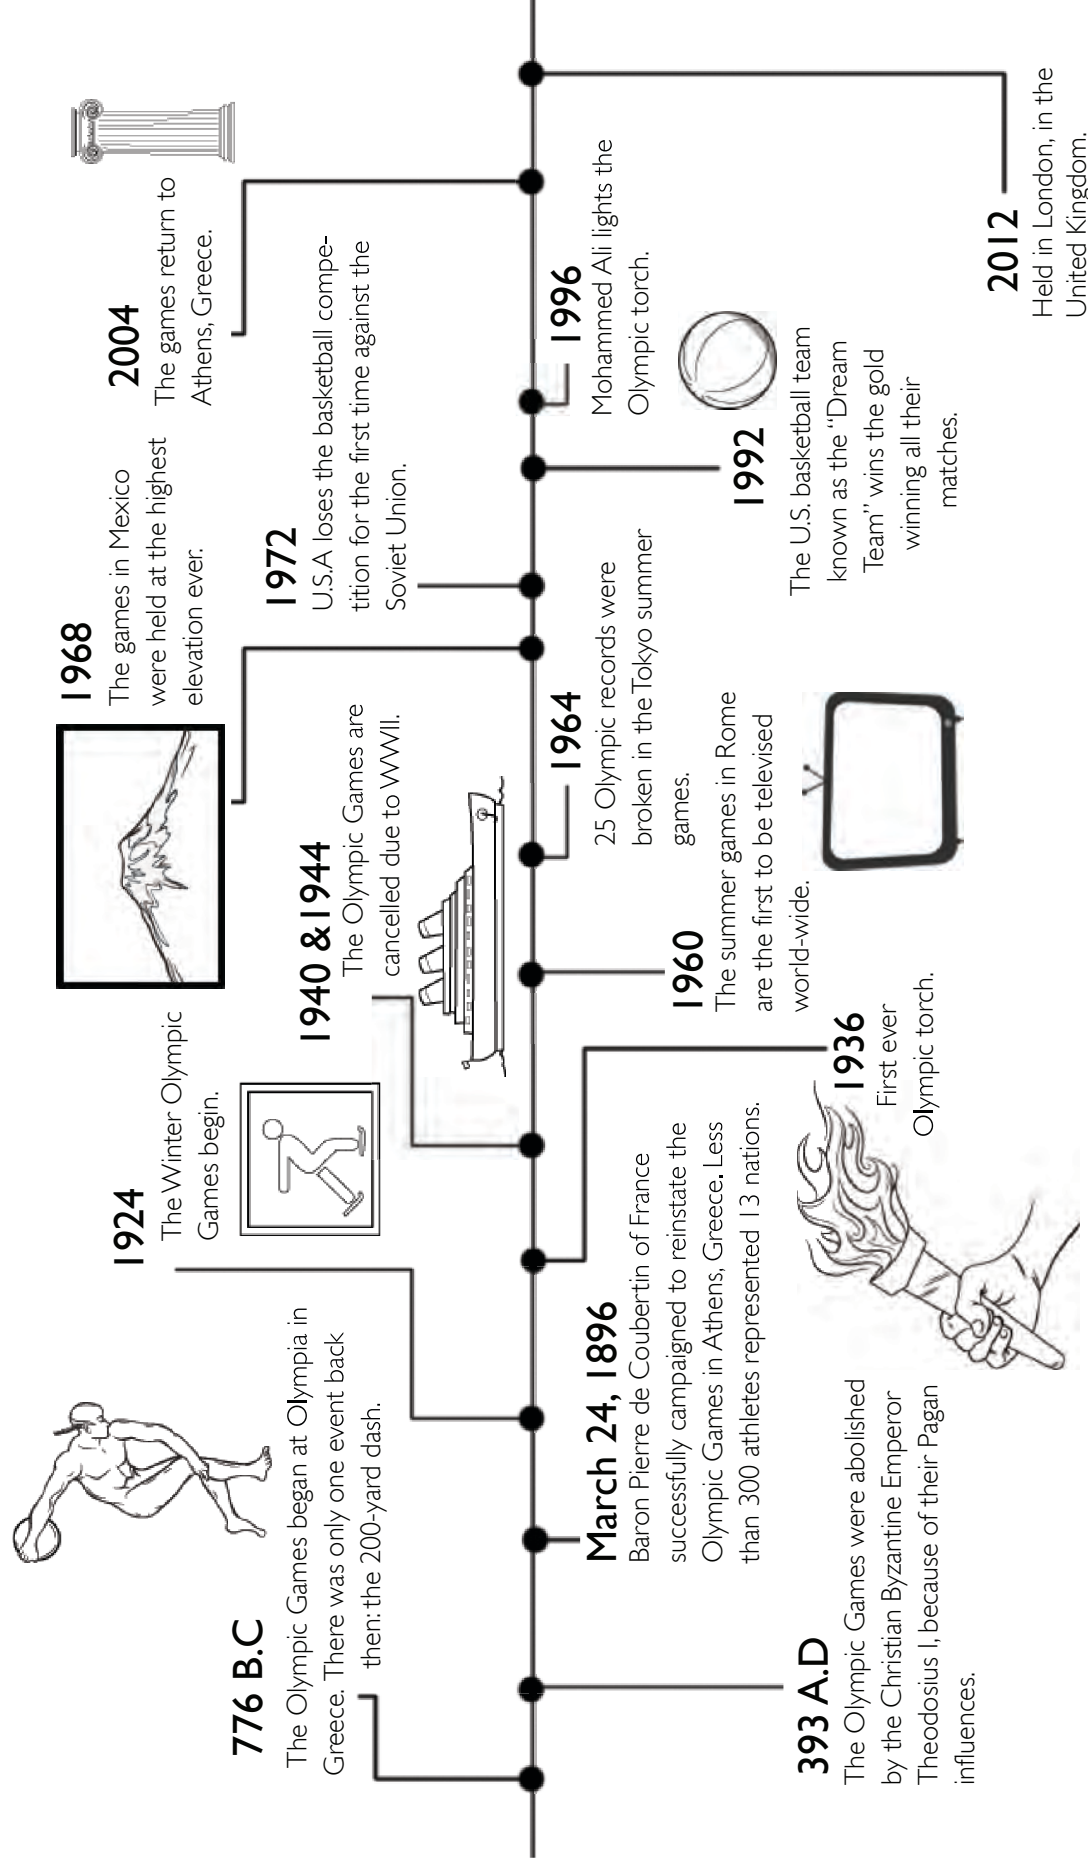 776 B.C
The Olympic Games began at Olympia in
Greece. There was only one event back
then: the 200-yard dash.
393 A.D
The Olympic Games were abolished
by the Christian Byzantine Emperor
Theodosius I, because of their Pagan
influences.
March 24, 1896
Baron Pierre de Coubertin of France
successfully campaigned to reinstate the
Olympic Games in Athens, Greece. Less
than 300 athletes represented 13 nations.
1924
The Winter Olympic
Games begin.
1936
First ever
Olympic torch.
1940 &1944
The Olympic Games are
cancelled due to WWII.
1960
The summer games in Rome
are the first to be televised
world-wide.
1964
25 Olympic records were
broken in the Tokyo summer
games.
1968
The games in Mexico
were held at the highest
elevation ever.
1972
U.S.A loses the basketball compe-
tition for the first time against the
Soviet Union.
1992
The U.S. basketball team
known as the "Dream
Team" wins the gold
winning all their
matches.
1996
Mohammed Ali lights the
Olympic torch.
2004
The games return to
Athens, Greece.
2012
Held in London, in the
United Kingdom.